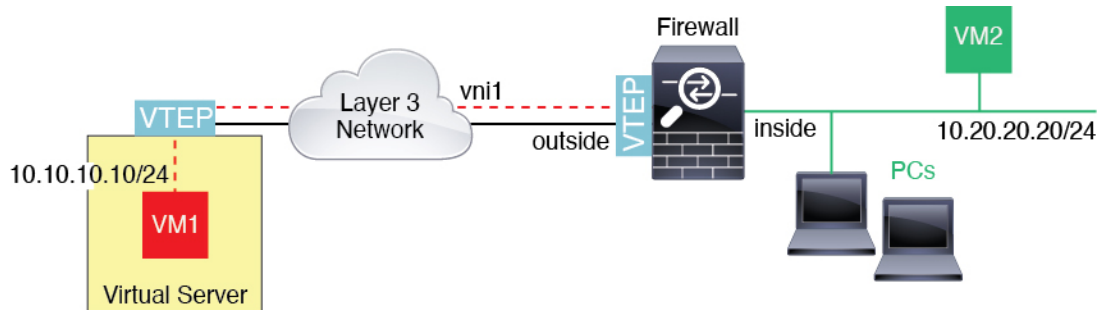 Firewall
VM2
Layer 3
Network
vni1
VTEP
VTEP
outside
inside
10.20.20.20/24
10.10.10.10/24
PCs
VM1
Virtual Server